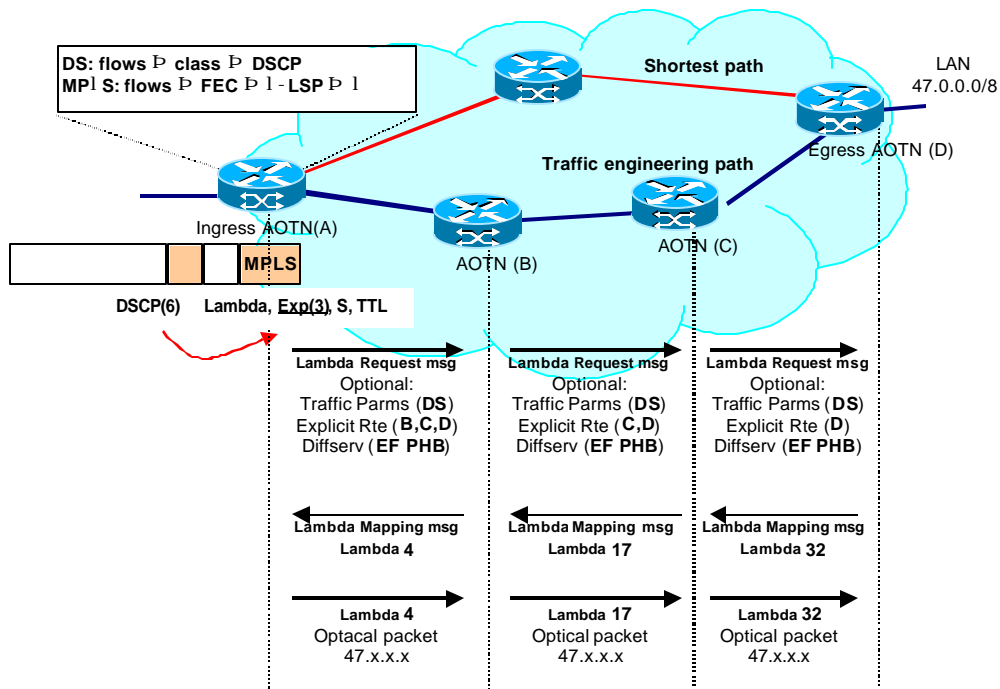 DS: flows Þ class Þ DSCP
MPl S: flows Þ FEC Þ l - LSP Þ l
Shortest path
LAN
47.0.0.0/8
Egress AOTN (D)
Traffic engineering path
Ingress AOTN(A)
AOTN (B)
AOTN (C)
MPLS
DSCP(6)
Lambda, Exp(3), S, TTL
Lambda Request msg
Optional:
Traffic Parms (DS)
Explicit Rte (B,C,D)
Diffserv (EF PHB)
Lambda Request msg
Optional:
Traffic Parms (DS)
Explicit Rte (C,D)
Diffserv (EF PHB)
Lambda Request msg
Optional:
Traffic Parms (DS)
Explicit Rte (D)
Diffserv (EF PHB)
Lambda Mapping msg
Lambda 4
Lambda Mapping msg
Lambda 17
Lambda Mapping msg
Lambda 32
Lambda 4
Optacal packet
47.x.x.x
Lambda 17
Optical packet
47.x.x.x
Lambda 32
Optical packet
47.x.x.x